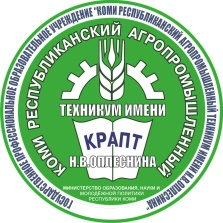 ГОСУДАРСТВЕННОЕ ПРОФЕССИОНАЛЬНОЕ ОБРАЗОВАТЕЛЬНОЕ УЧРЕЖДЕНИЕ "КОМИ РЕСПУБЛИКАНСКИЙ АГРОПРОМЫШЛЕННЫЙ ТЕХНИКУМ ИМЕНИ Н.В.ОПЛЕСНИНА"
КОМИ РЕСПУБЛИКАНСКИЙ АГРОПРОМЫШЛЕННЫЙ
ТЕХНИКУМ ИМЕНИ
КРАПТ
Н.В.ОПЛЕСНИНА
МИНИСТЕРСТВО ОБРАЗОВАНИЯ, НАУКИ И
МОЛОДЁЖНОЙ ПОЛИТИКИ
РЕСПУБЛИКИ КОМИ